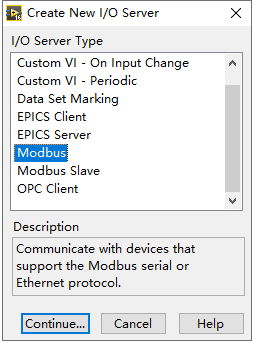 Create New I/O Server
I/O Server Type
Custom VI - On Input Change
Custom VI - Periodic
Data Set Marking
EPICS Client
EPICS Server
Modbus
Modbus Slave
OPC Client
Description
Communicate with devices that
support the Modbus serial or
Ethernet protocol.
Continue... Cancel Help